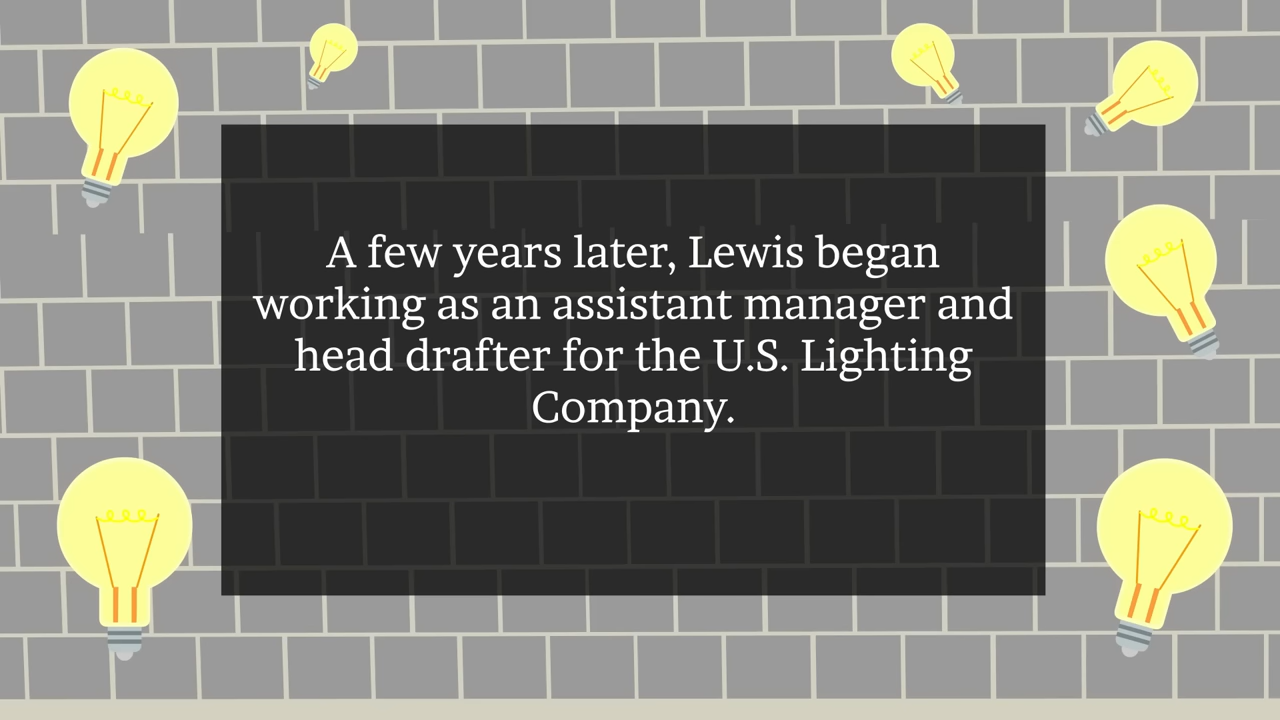 A few years later, Lewis began
working as an assistant manager and
head drafter for the U.S. Lighting
Company.